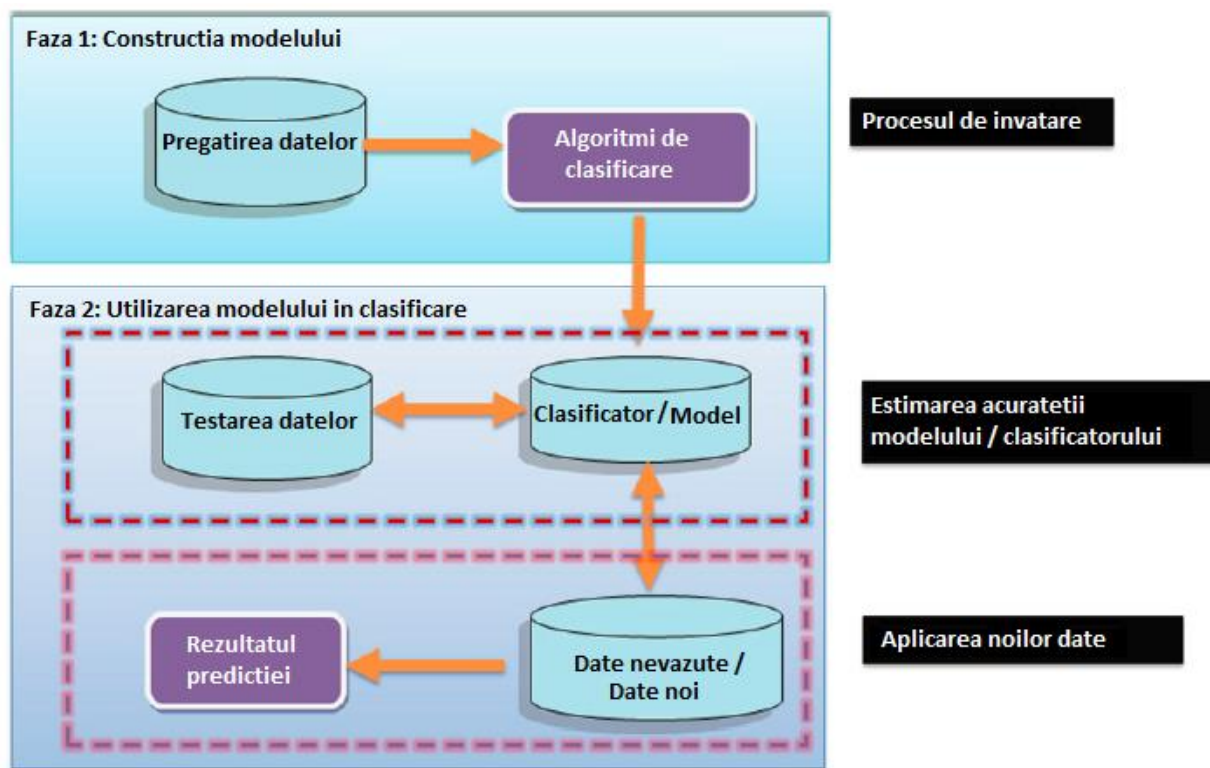 Faza 1: Constructia modelului
Pregatirea datelor
Algoritmi de
clasificare
Procesul de invatare
Faza 2: Utilizarea modelului in clasificare
Testarea datelor
Clasificator/Model
Estimarea acuratetii
modelului / clasificatorului
Rezultatul
predictiei
Date nevazute /
Date noi
Aplicarea noilor date